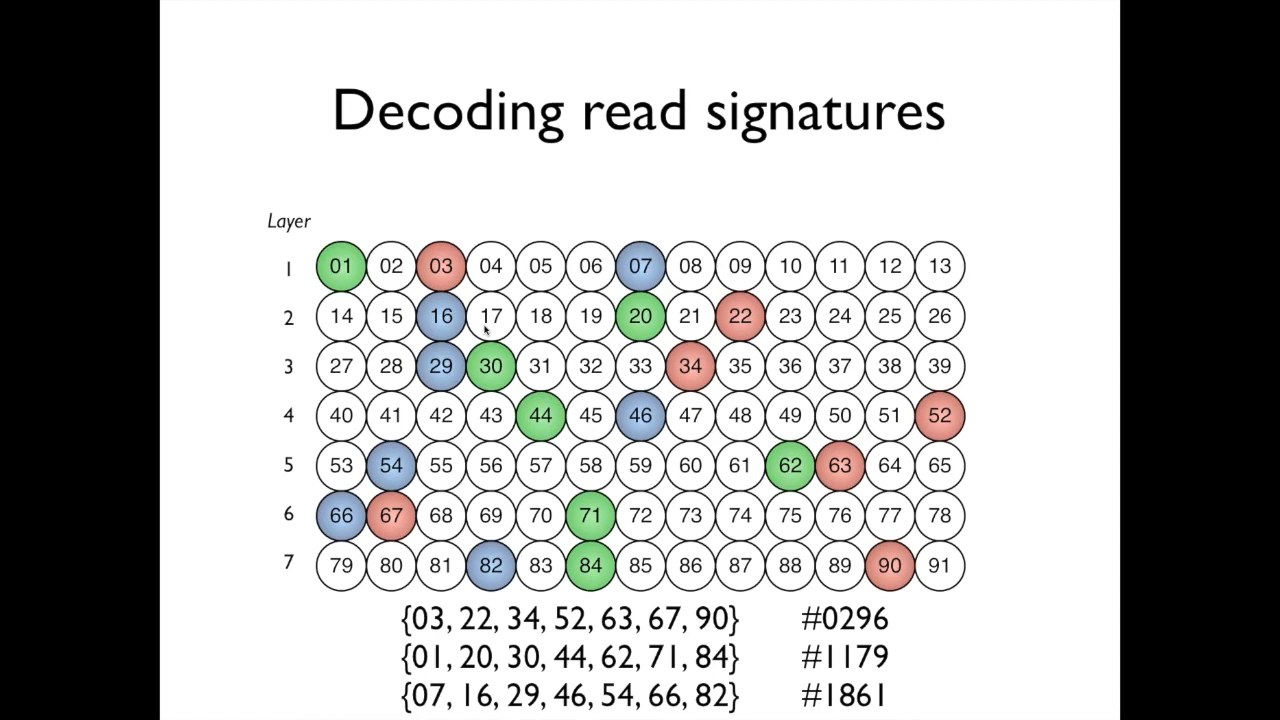 Decoding read signatures
Layer
1 01 02 03 04 05 06 07 08 09 10 11 12 13
2 14 15 16 17 18 19 20 21 22 23 24 25 26
3 27 28 29 30 31 32 33 34 35 36 37 38 39
4 40 41 42 43 44 45 46 47 48 49 50 51 52
5 53 54 55 56 57 58 59 60 61 62 63 64 65
6 66 67 68 69 70 71 72 73 74 75 76 77 78
7 79 80 81 82 83 84 85 86 87 88 89 90 91
{03, 22, 34, 52, 63, 67, 90} #0296
{01, 20, 30, 44, 62, 71, 84} #1179
{07, 16, 29, 46, 54, 66, 82} #1861